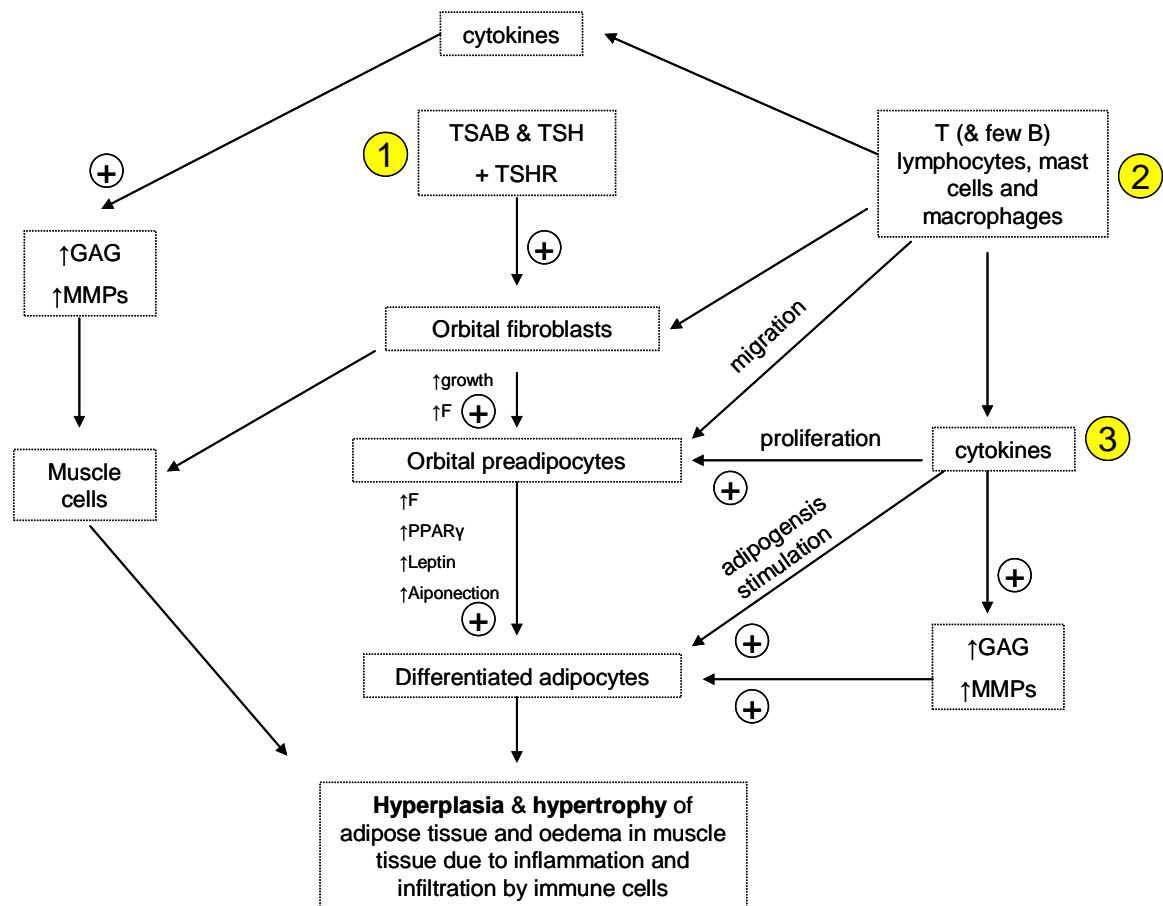 cytokines
1
TSAB & TSH
+ TSHR
T (& few B)
lymphocytes, mast
cells and
macrophages
2
+
↑GAG
↑MMPs
+
Orbital fibroblasts
migration
↑growth
↑F
+
Orbital preadipocytes
proliferation
+
cytokines
3
Muscle
cells
↑F
↑PPARγ
↑Leptin
↑Aiponection
+
adipogensis
stimulation
+
+
Differentiated adipocytes
↑GAG
↑MMPs
+
Hyperplasia & hypertrophy of
adipose tissue and oedema in muscle
tissue due to inflammation and
infiltration by immune cells